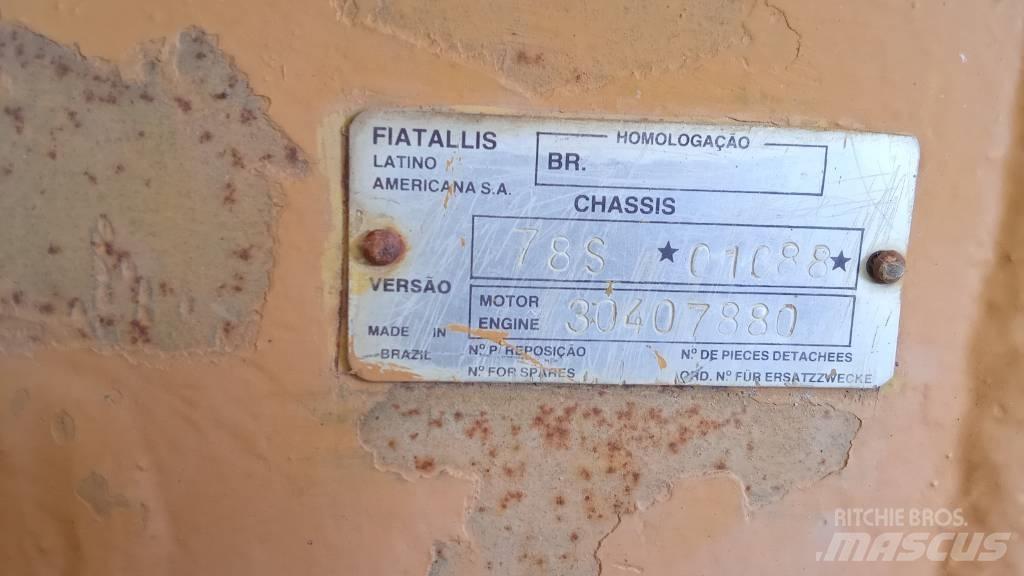 FIATALLIS
LATINO
AMERICANA S.A.
HOMOLOGAÇÃO
BR.
CHASSIS
78S ★01088★
VERSÃO
MOTOR
ENGINE
30407880
MADE IN
BRAZIL
Nº P/ REPOSIÇÃO
Nº FOR SPARES
Nº DE PIECES DETACHEES
ORD. Nº FÜR ERSATZZWECKE
RITCHIE BROS.
MASCUS